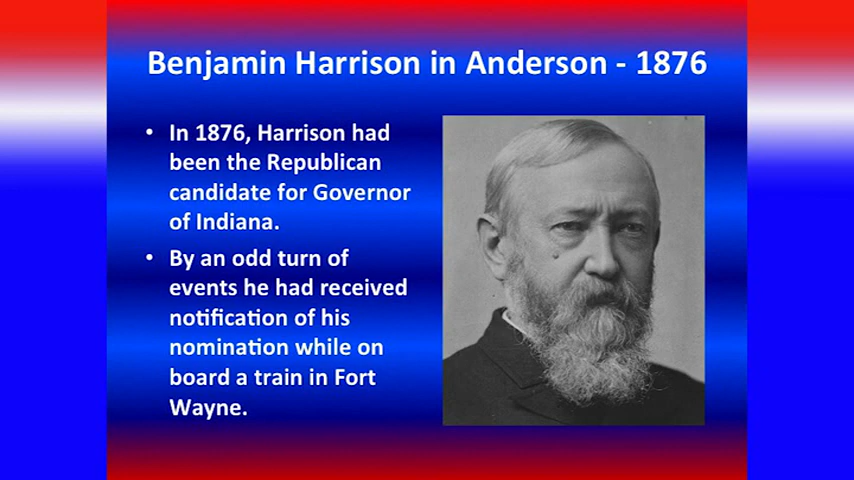 Benjamin Harrison in Anderson - 1876
• In 1876, Harrison had
been the Republican
candidate for Governor
of Indiana.
• By an odd turn of
events he had received
notification of his
nomination while on
board a train in Fort
Wayne.